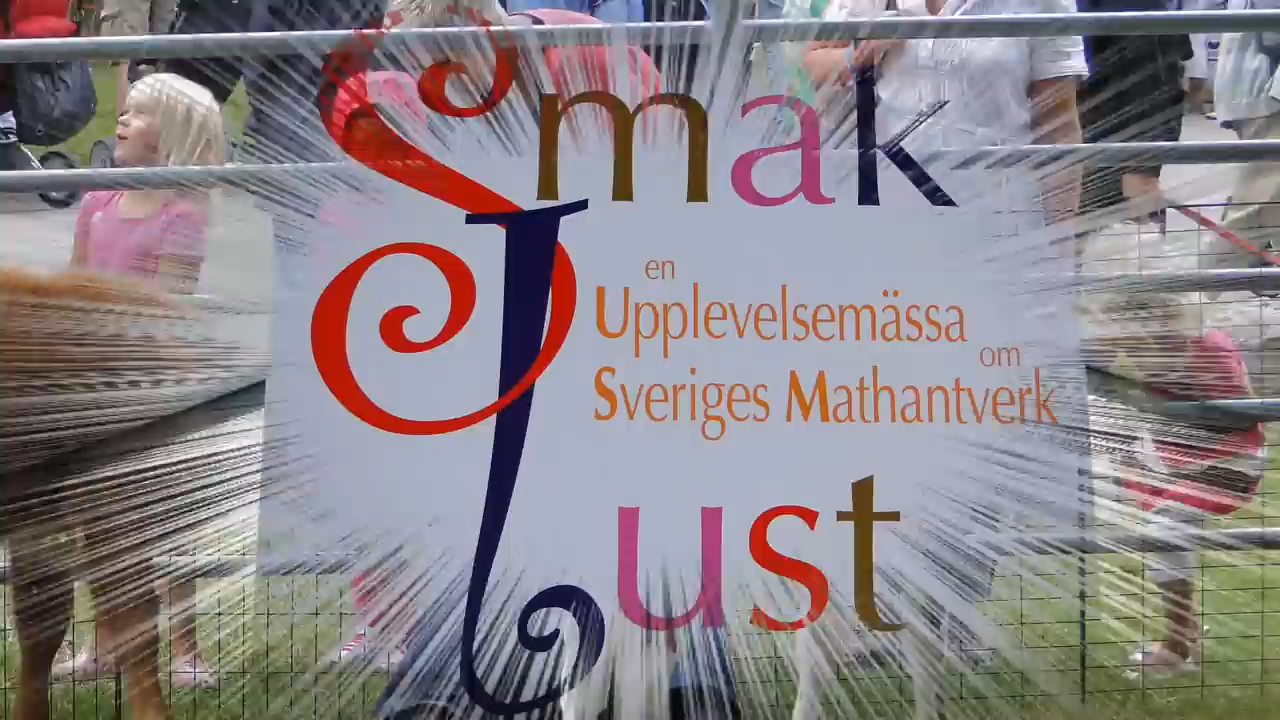 Smak
en
Upplevelsemässa
om
Sveriges Mathantverk
Lust